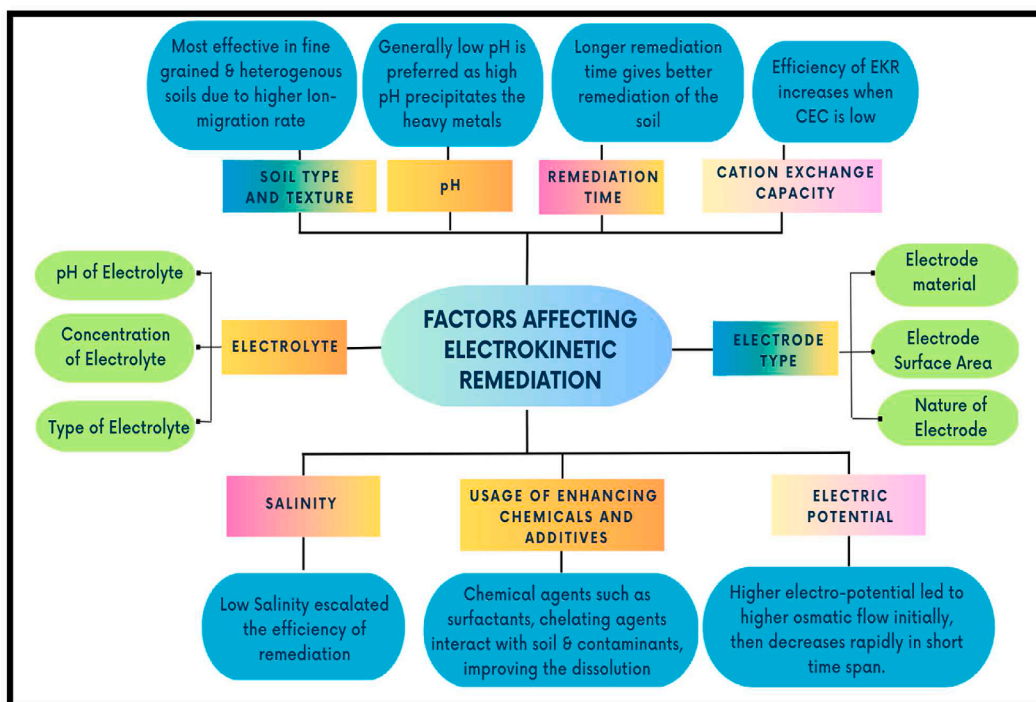 Most effective in fine
grained & heterogenous
soils due to higher Ion-
migration rate
Generally low pH is
preferred as high
pH precipitates the
heavy metals
Longer remediation
time gives better
remediation of the
soil
Efficiency of EKR
increases when
CEC is low
SOIL TYPE
AND TEXTURE
pH
REMEDIATION
TIME
CATION EXCHANGE
CAPACITY
pH of Electrolyte
Concentration
of Electrolyte
Type of Electrolyte
ELECTROLYTE
FACTORS AFFECTING
ELECTROKINETIC
REMEDIATION
ELECTRODE
TYPE
Electrode
material
Electrode
Surface Area
Nature of
Electrode
SALINITY
USAGE OF ENHANCING
CHEMICALS AND
ADDITIVES
ELECTRIC
POTENTIAL
Low Salinity escalated
the efficiency of
remediation
Chemical agents such as
surfactants, chelating agents
interact with soil & contaminants,
improving the dissolution
Higher electro-potential led to
higher osmatic flow initially,
then decreases rapidly in short
time span.